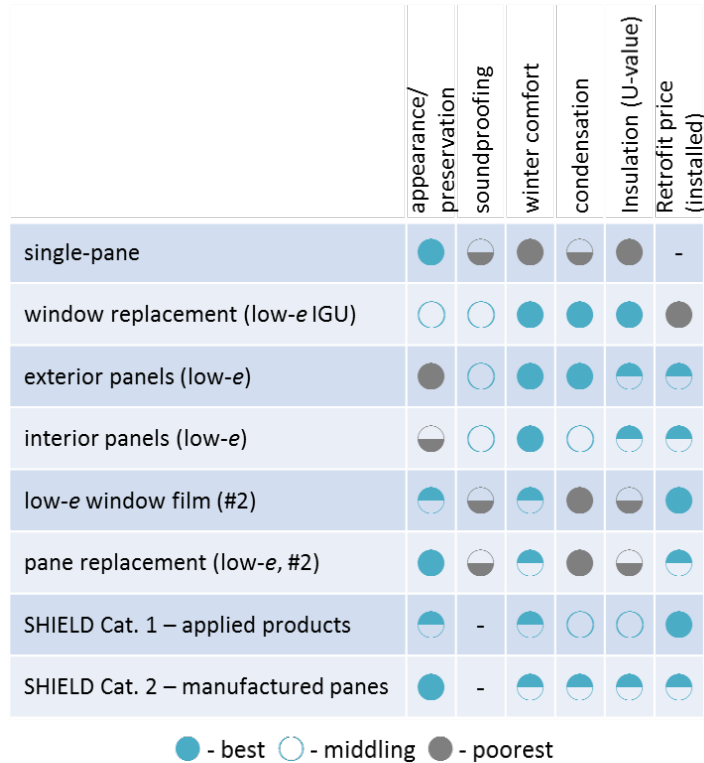 appearance/
preservation
soundproofing
winter comfort
condensation
Insulation (U-value)
Retrofit price
(installed)
single-pane
-
window replacement (low-e IGU)
exterior panels (low-e)
interior panels (low-e)
low-e window film (#2)
pane replacement (low-e, #2)
SHIELD Cat. 1 – applied products
-
SHIELD Cat. 2 – manufactured panes
-
- best - middling - poorest